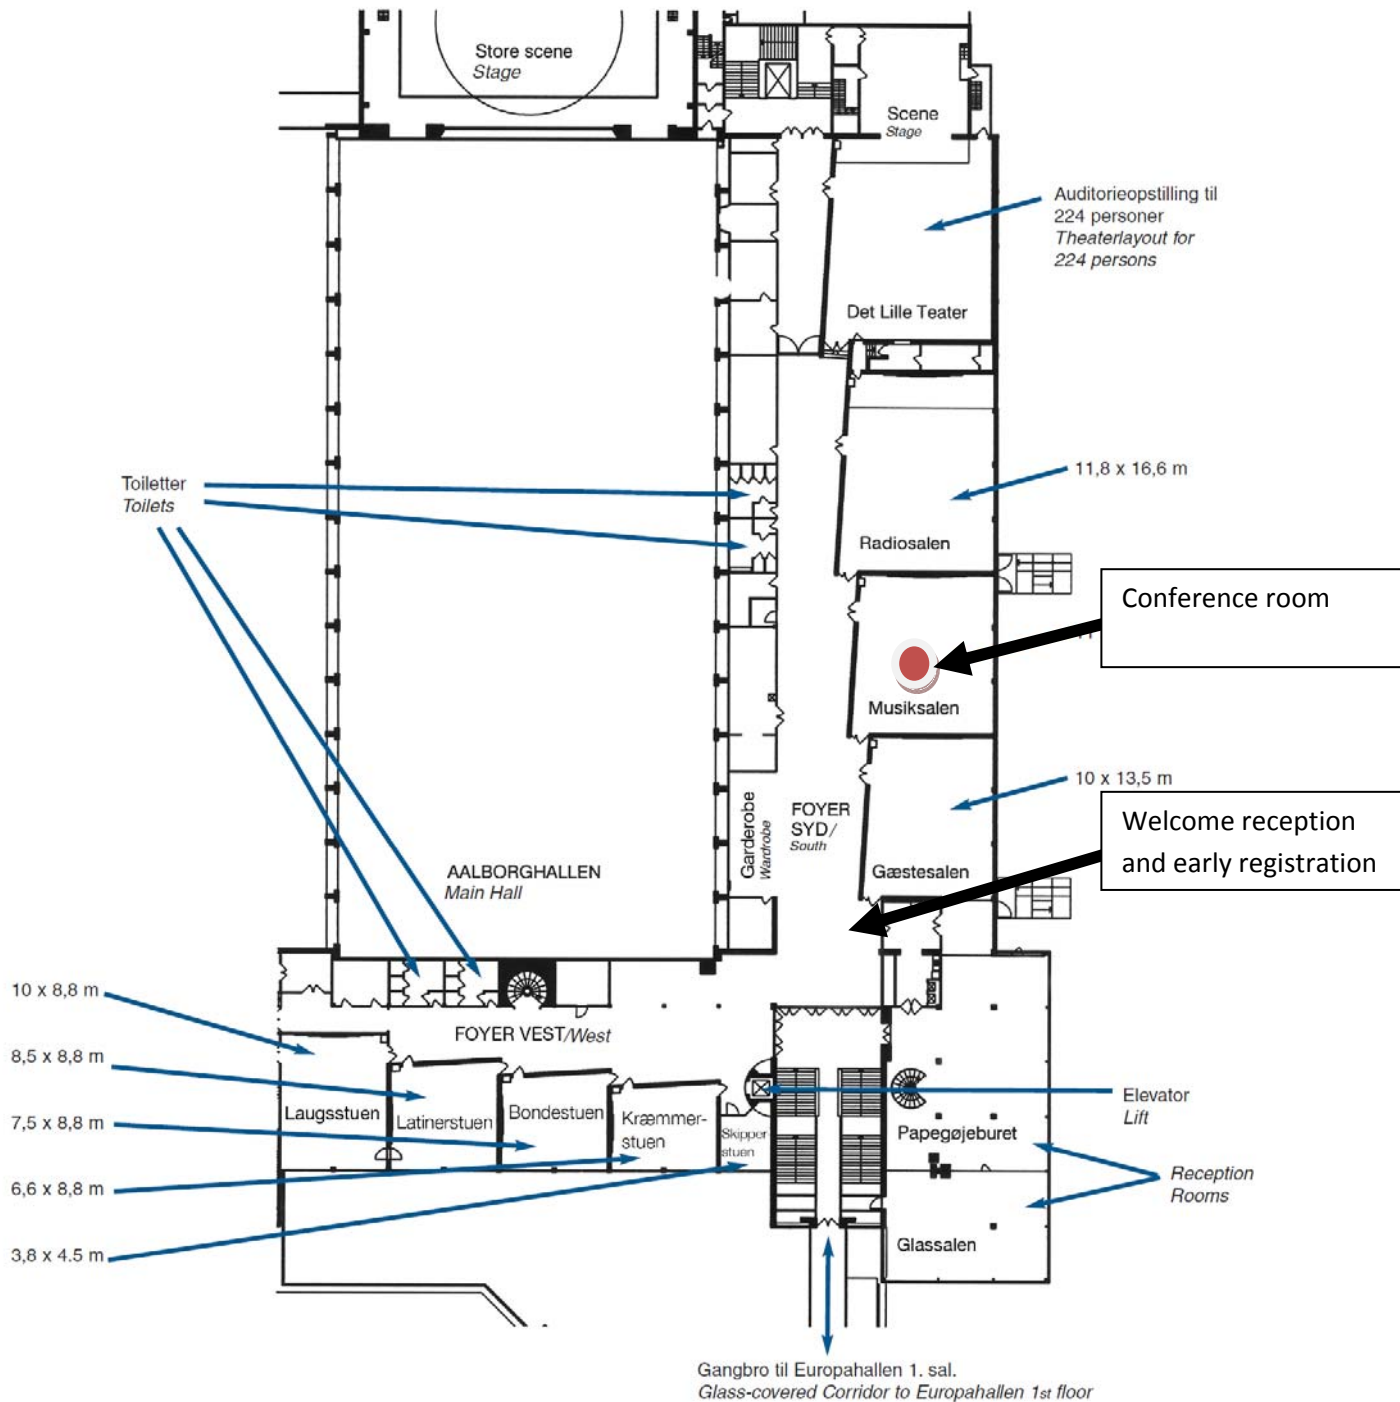 Store scene
Stage
Scene
Stage
Auditorieopstilling til
224 personer
Theaterlayout for
224 persons
Det Lille Teater
11,8 x 16,6 m
Toiletter
Toilets
Radiosalen
Conference room
Musiksalen
10 x 13,5 m
Garderobe
Wardrobe
FOYER
SYD/
South
Welcome reception
and early registration
Gæstesalen
AALBORGHALLEN
Main Hall
10 x 8,8 m
FOYER VEST/West
8,5 x 8,8 m
Laugsstuen
Latinerstuen
Bondestuen
Kræmmer-
stuen
Skipper
stuen
Elevator
Lift
7,5 x 8,8 m
Papegøjeburet
6,6 x 8,8 m
Reception
Rooms
3,8 x 4.5 m
Glassalen
Gangbro til Europahallen 1. sal.
Glass-covered Corridor to Europahallen 1st floor